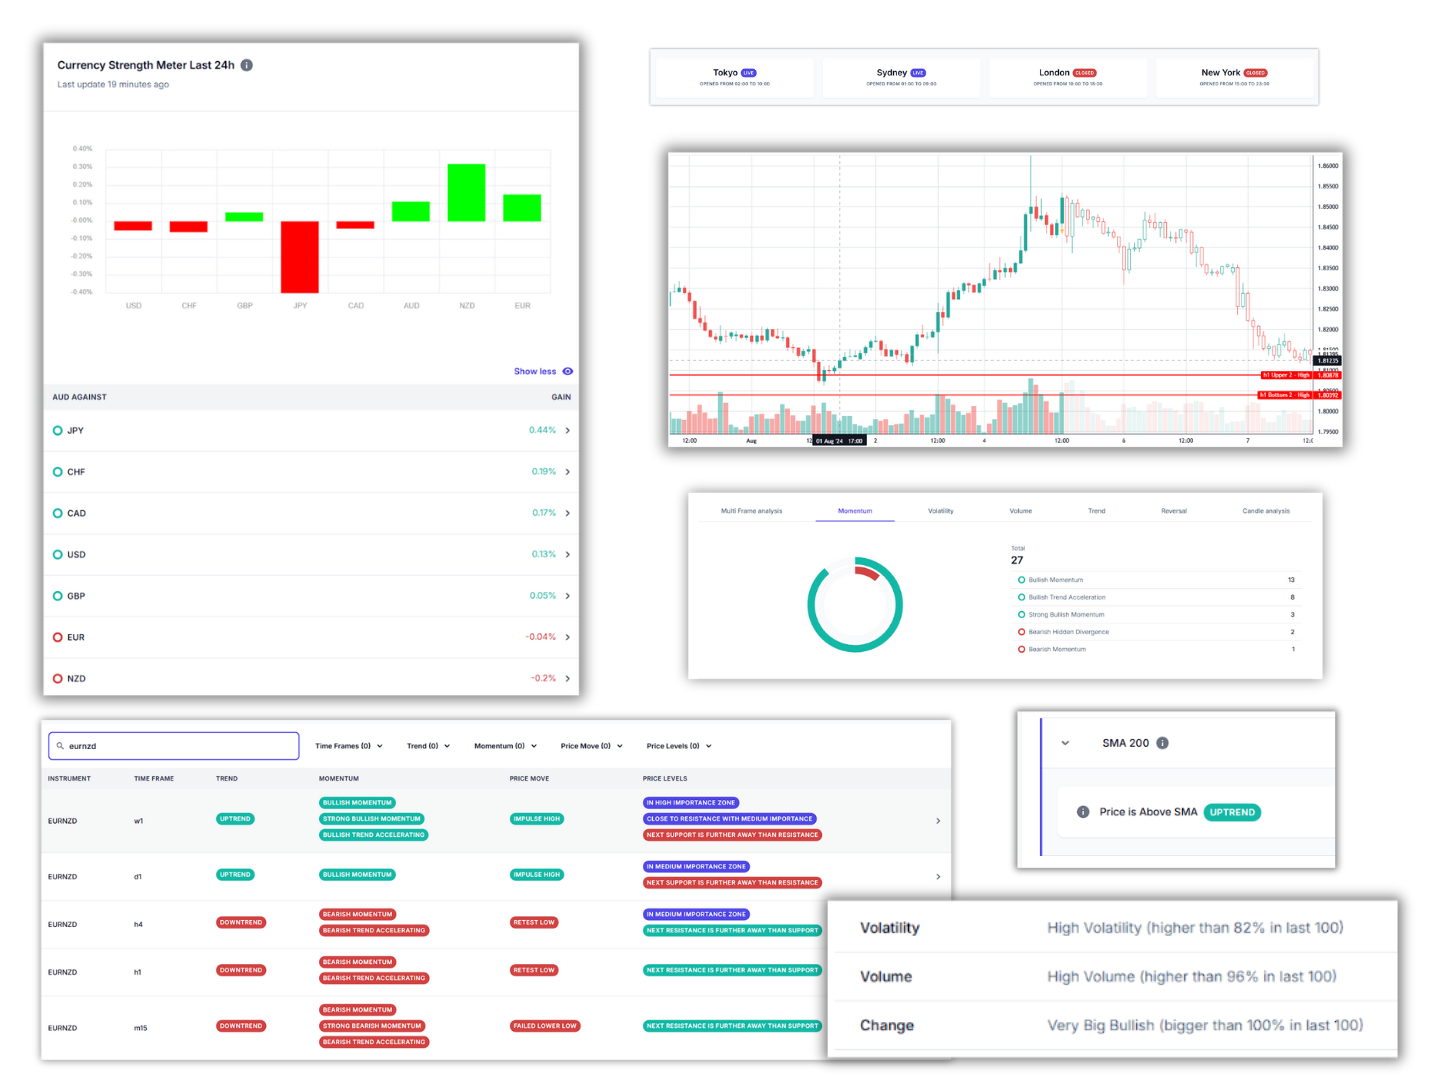 Currency Strength Meter Last 24h
Last update 19 minutes ago
0.40%
0.30%
0.20%
0.10%
-0.00%
-0.10%
-0.20%
-0.30%
-0.40%
USD CHF GBP JPY CAD AUD NZD EUR
Show less
AUD AGAINST GAIN
JPY 0.44%
CHF 0.19%
CAD 0.17%
USD 0.13%
GBP 0.05%
EUR -0.04%
NZD -0.2%
Tokyo LIVE
OPENED FROM 02:00 TO 10:00
Sydney LIVE
OPENED FROM 01:00 TO 09:00
London CLOSED
OPENED FROM 10:00 TO 18:00
New York CLOSED
OPENED FROM 15:00 TO 23:00
1.86000
1.85500
1.85000
1.84500
1.84000
1.83500
1.83000
1.82500
1.82000
1.81235
h1 Upper 2 - High 1.80878
h1 Bottom 2 - High 1.80392
1.80000
1.79500
12:00 Aug 01 Aug '24 17:00 2 12:00 4 12:00 6 12:00 7
Multi Frame analysis Momentum Volatility Volume Trend Reversal Candle analysis
Total
27
Bullish Momentum 13
Bullish Trend Acceleration 8
Strong Bullish Momentum 3
Bearish Hidden Divergence 2
Bearish Momentum 1
eurnzd Time Frames (0) Trend (0) Momentum (0) Price Move (0) Price Levels (0)
INSTRUMENT TIME FRAME TREND MOMENTUM PRICE MOVE PRICE LEVELS
BULLISH MOMENTUM IN HIGH IMPORTANCE ZONE
EURNZD w1 UPTREND STRONG BULLISH MOMENTUM IMPULSE HIGH CLOSE TO RESISTANCE WITH MEDIUM IMPORTANCE
BULLISH TREND ACCELERATING NEXT SUPPORT IS FURTHER AWAY THAN RESISTANCE
IN MEDIUM IMPORTANCE ZONE
EURNZD d1 UPTREND BULLISH MOMENTUM IMPULSE HIGH
NEXT SUPPORT IS FURTHER AWAY THAN RESISTANCE
BEARISH MOMENTUM IN MEDIUM IMPORTANCE ZONE
EURNZD h4 DOWNTREND RETEST LOW
BEARISH TREND ACCELERATING NEXT RESISTANCE IS FURTHER AWAY THAN SUPPORT
BEARISH MOMENTUM
EURNZD h1 DOWNTREND RETEST LOW NEXT RESISTANCE IS FURTHER AWAY THAN SUPPORT
BEARISH TREND ACCELERATING
BEARISH MOMENTUM
EURNZD m15 DOWNTREND STRONG BEARISH MOMENTUM FAILED LOWER LOW NEXT RESISTANCE IS FURTHER AWAY THAN SUPPORT
BEARISH TREND ACCELERATING
SMA 200
Price is Above SMA UPTREND
Volatility High Volatility (higher than 82% in last 100)
Volume High Volume (higher than 96% in last 100)
Change Very Big Bullish (bigger than 100% in last 100)